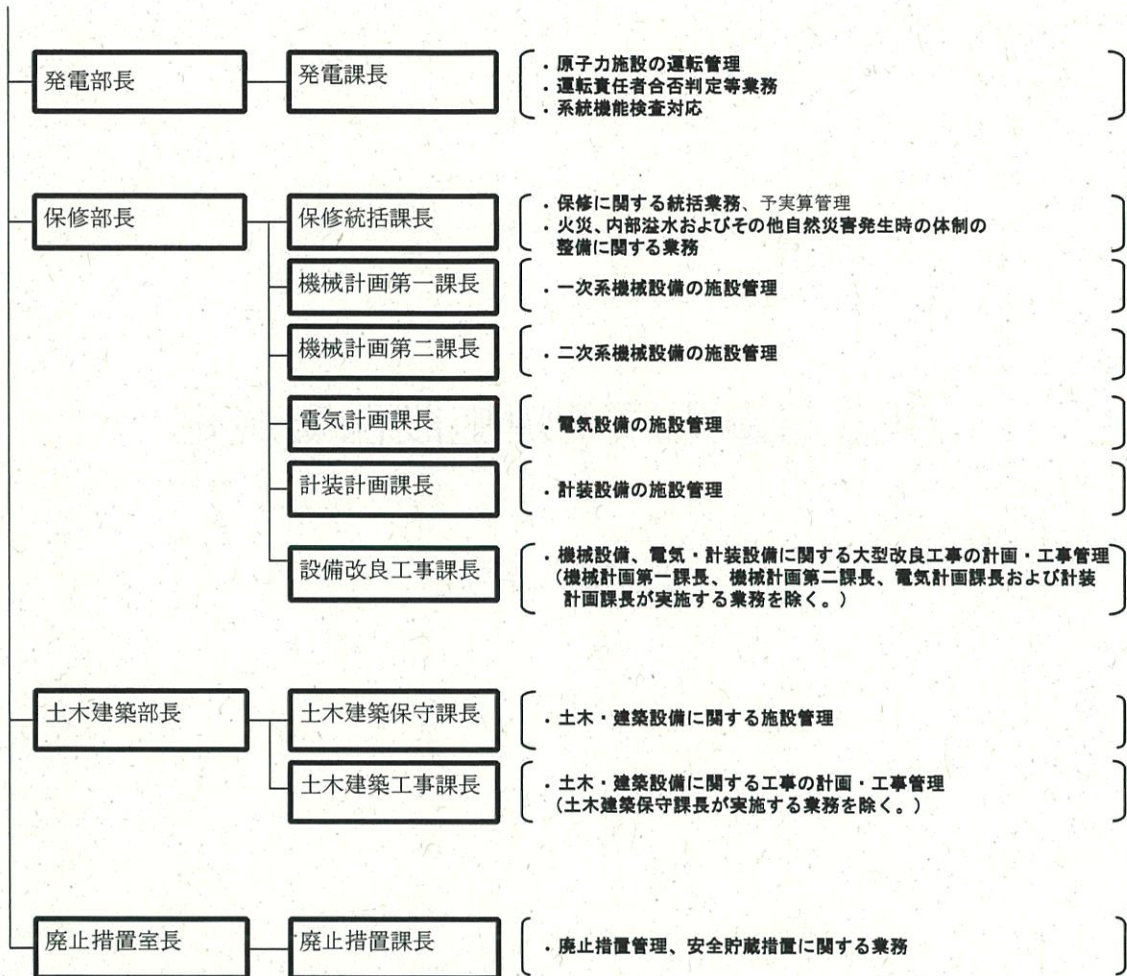 発電部長
発電課長
・原子力施設の運転管理
・運転責任者合否判定等業務
・系統機能検査対応
保修部長
保修統括課長
・保修に関する統括業務、予実算管理
・火災、内部溢水およびその他自然災害発生時の体制の
整備に関する業務
機械計画第一課長
・一次系機械設備の施設管理
機械計画第二課長
・二次系機械設備の施設管理
電気計画課長
・電気設備の施設管理
計装計画課長
・計装設備の施設管理
設備改良工事課長
・機械設備、電気・計装設備に関する大型改良工事の計画・工事管理
(機械計画第一課長、機械計画第二課長、電気計画課長および計装
計画課長が実施する業務を除く。)
土木建築部長
土木建築保守課長
・土木・建築設備に関する施設管理
土木建築工事課長
・土木・建築設備に関する工事の計画・工事管理
(土木建築保守課長が実施する業務を除く。)
廃止措置室長
廃止措置課長
・廃止措置管理、安全貯蔵措置に関する業務